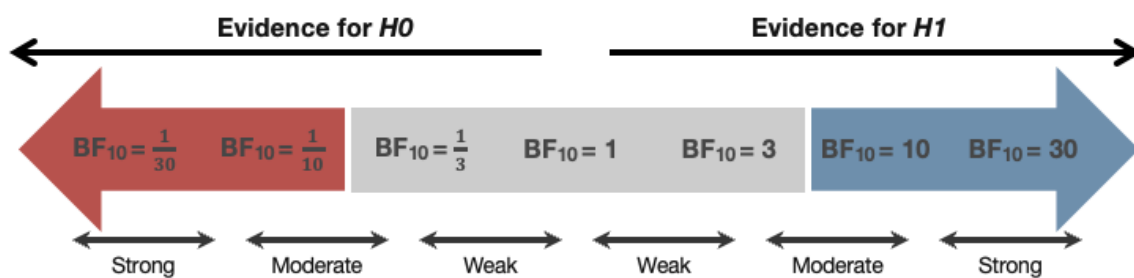 Evidence for H0 Evidence for H1
BF₁₀ = 1/30 BF₁₀ = 1/10 BF₁₀ = 1/3 BF₁₀ = 1 BF₁₀ = 3 BF₁₀ = 10 BF₁₀ = 30
Strong Moderate Weak Weak Moderate Strong